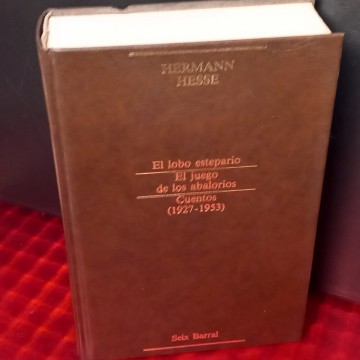 HERMANN
HESSE
El lobo estepario
El juego
de los abalorios
Cuentos
(1927-1953)
Seix Barral